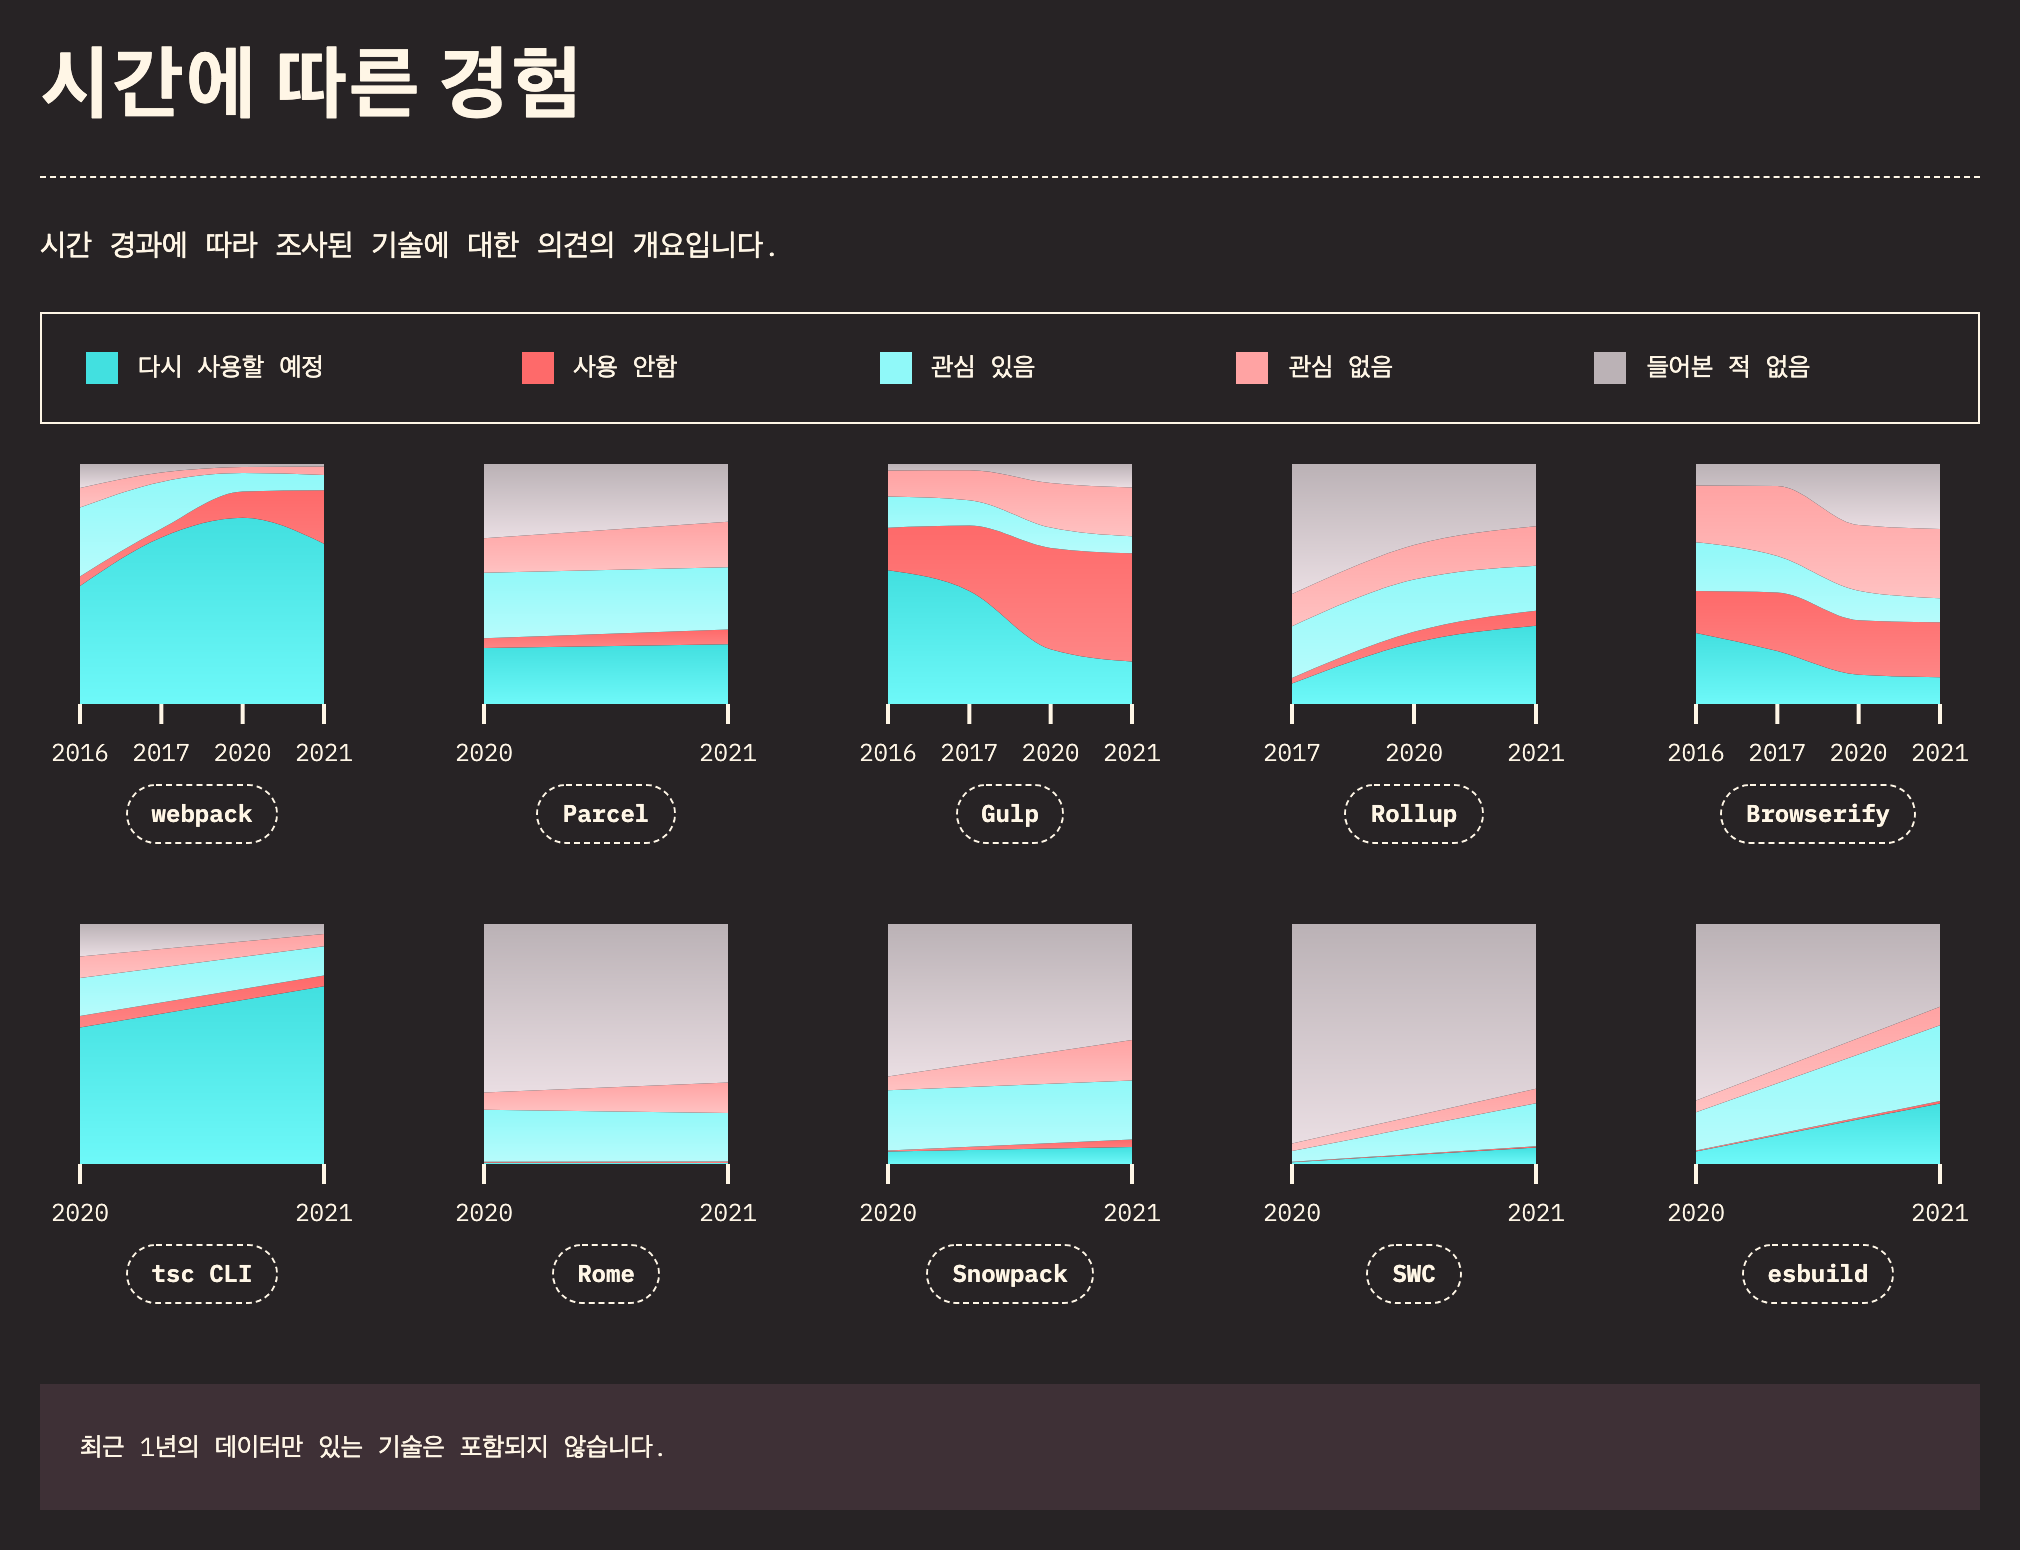 시간에 따른 경험
시간 경과에 따라 조사된 기술에 대한 의견의 개요입니다.
다시 사용할 예정 사용 안함 관심 있음 관심 없음 들어본 적 없음
2016 2017 2020 2021 2020 2021 2016 2017 2020 2021 2017 2020 2021 2016 2017 2020 2021
webpack Parcel Gulp Rollup Browserify
2020 2021 2020 2021 2020 2021 2020 2021 2020 2021
tsc CLI Rome Snowpack SWC esbuild
최근 1년의 데이터만 있는 기술은 포함되지 않습니다.